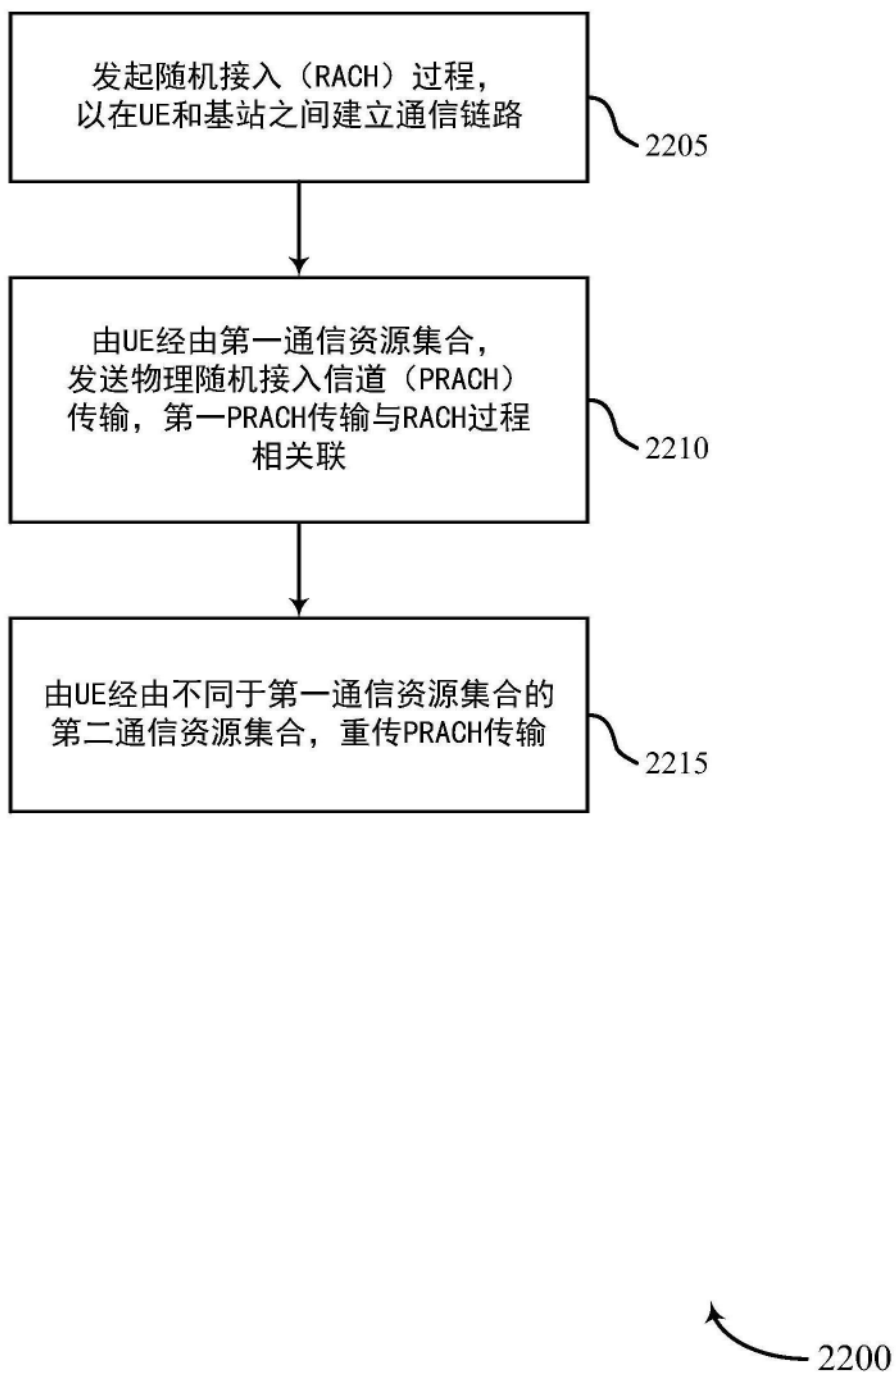 发起随机接入（RACH）过程，
以在UE和基站之间建立通信链路
2205
由UE经由第一通信资源集合，
发送物理随机接入信道（PRACH）
传输，第一PRACH传输与RACH过程
相关联
2210
由UE经由不同于第一通信资源集合的
第二通信资源集合，重传PRACH传输
2215
2200